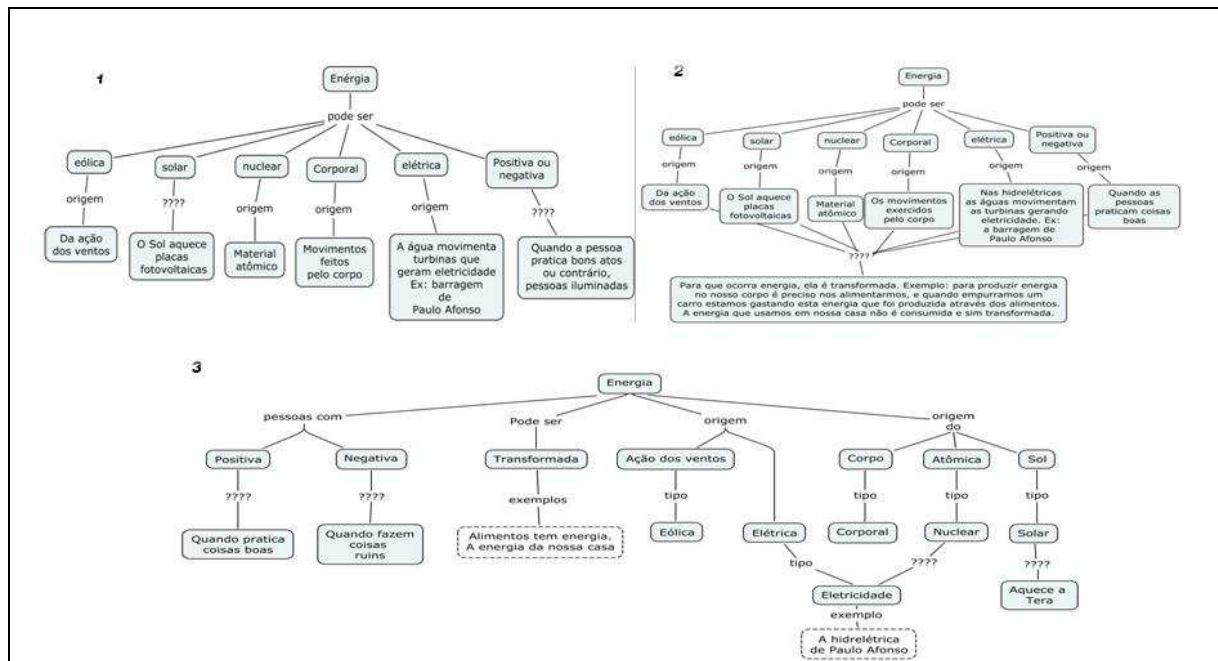 1
Enérgia
pode ser
eólica
solar
nuclear
Corporal
elétrica
Positiva ou
negativa
origem
????
origem
origem
origem
????
Da ação
dos ventos
O Sol aquece
placas
fotovoltaicas
Material
atômico
Movimentos
feitos
pelo corpo
A água movimenta
turbinas que
geram eletricidade
Ex: barragem
de
Paulo Afonso
Quando a pessoa
pratica bons atos
ou contrário,
pessoas iluminadas
2
Energia
pode ser
eólica
solar
nuclear
Corporal
elétrica
Positiva ou
negativa
origem
origem
origem
origem
origem
origem
Da ação
dos ventos
O Sol aquece
placas
fotovoltaicas
Material
atômico
Os movimentos
exercidos
pelo corpo
Nas hidrelétricas
as águas movimentam
as turbinas gerando
eletricidade. Ex:
a barragem de
Paulo Afonso
Quando as
pessoas
praticam coisas
boas
????
Para que ocorra energia, ela é transformada. Exemplo: para produzir energia
no nosso corpo é preciso nos alimentarmos, e quando empurramos um
carro estamos gastando esta energia que foi produzida através dos alimentos.
A energia que usamos em nossa casa não é consumida e sim transformada.
3
Energia
pessoas com
Pode ser
origem
origem
do
Positiva
Negativa
Transformada
Ação dos ventos
Corpo
Atômica
Sol
????
????
exemplos
tipo
tipo
tipo
tipo
Quando pratica
coisas boas
Quando fazem
coisas
ruins
Alimentos tem energia.
A energia da nossa casa
Eólica
Elétrica
Corporal
Nuclear
Solar
tipo
????
????
Eletricidade
Aquece a
Tera
exemplo
A hidrelétrica
de Paulo Afonso